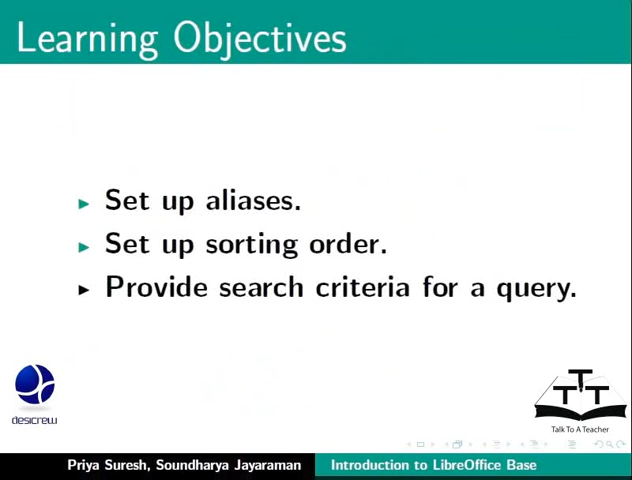 Learning Objectives
Set up aliases.
Set up sorting order.
Provide search criteria for a query.
desicrew
TTT
Talk To A Teacher
Priya Suresh, Soundharya Jayaraman
Introduction to LibreOffice Base